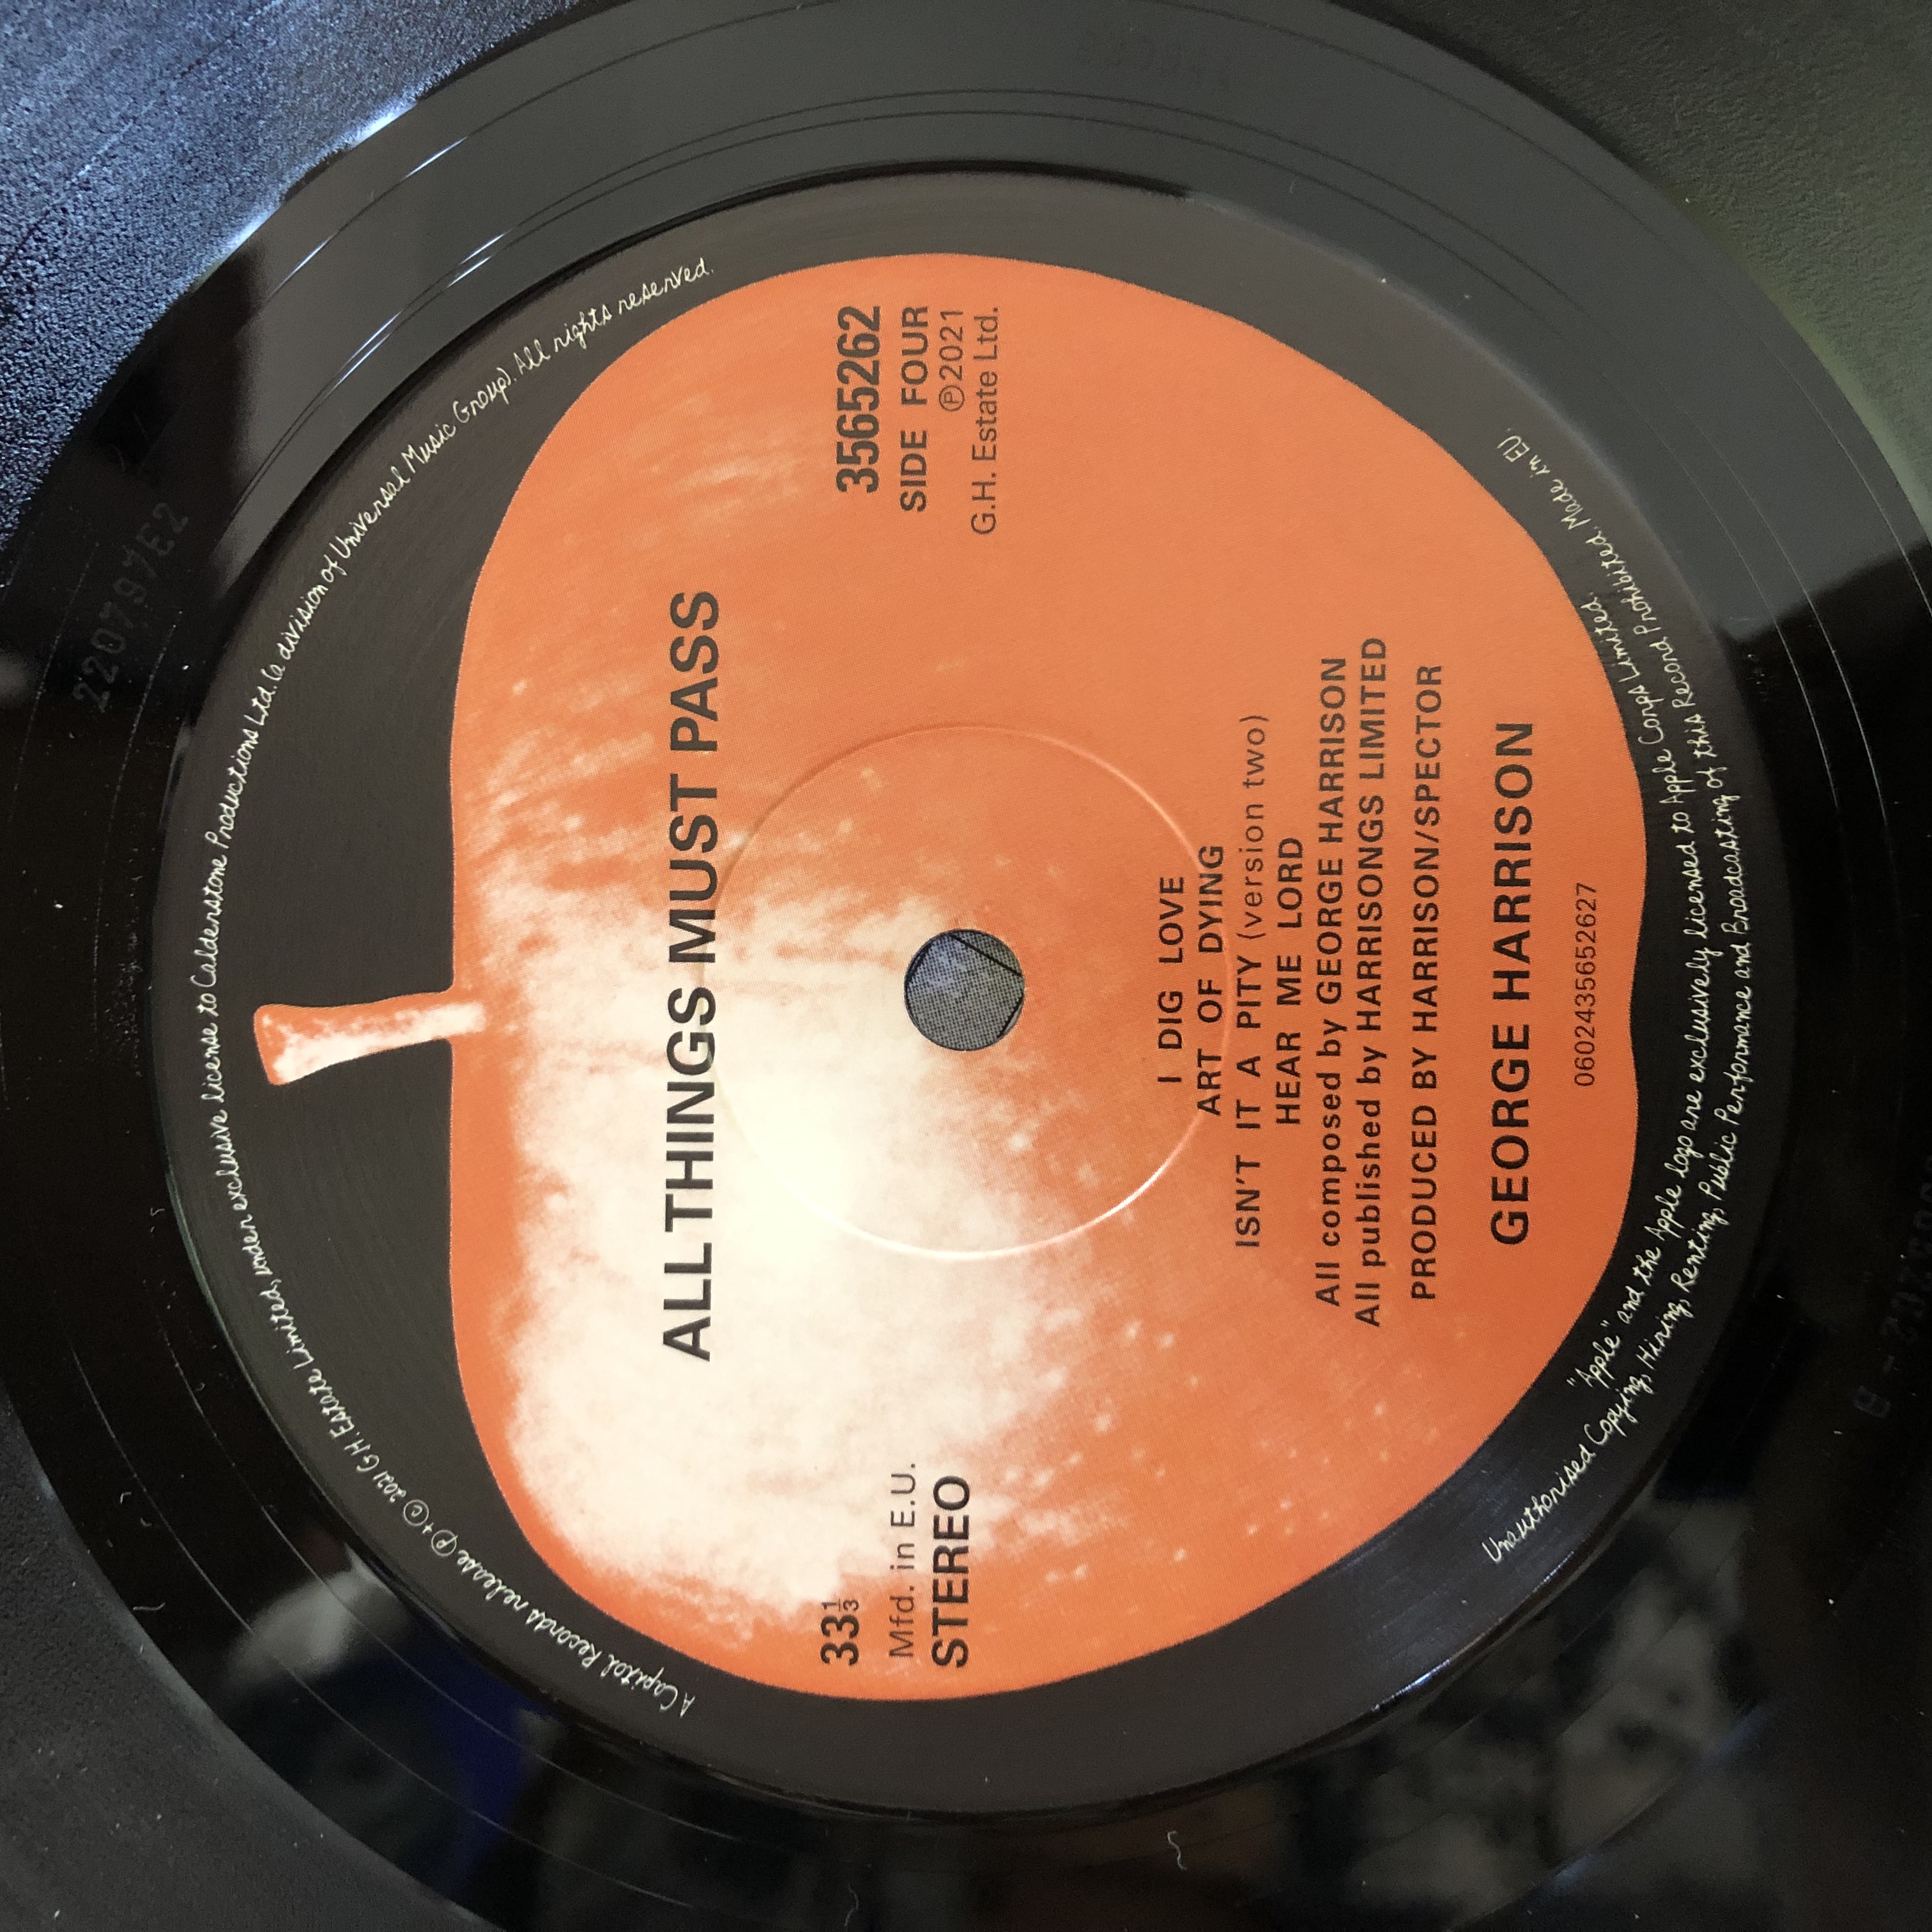 A Capitol Records release ℗ + © 2021 G.H. Estate Limited, under exclusive license to Calderstone Productions Ltd. (a division of Universal Music Group). All rights reserved.
ALL THINGS MUST PASS
33⅓
Mfd. in E.U.
STEREO
3565262
SIDE FOUR
℗2021
G.H. Estate Ltd.
I DIG LOVE
ART OF DYING
ISN'T IT A PITY (version two)
HEAR ME LORD
All composed by GEORGE HARRISON
All published by HARRISONGS LIMITED
PRODUCED BY HARRISON/SPECTOR
GEORGE HARRISON
0602435652627
"Apple" and the Apple logo are exclusively licensed to Apple Corps Limited.
Unauthorised Copying, Hiring, Renting, Public Performance and Broadcasting of this Record Prohibited. Made in EU.
220797E2